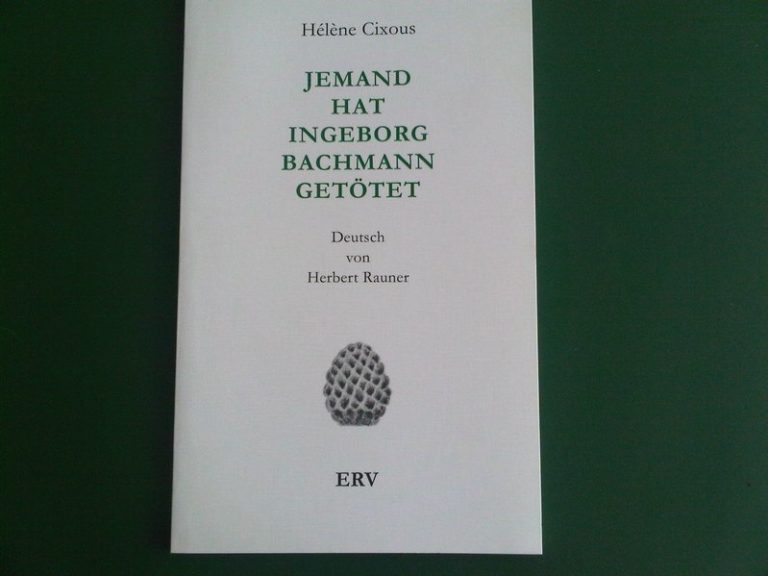 Hélène Cixous
JEMAND
HAT
INGEBORG
BACHMANN
GETÖTET
Deutsch
von
Herbert Rauner
ERV